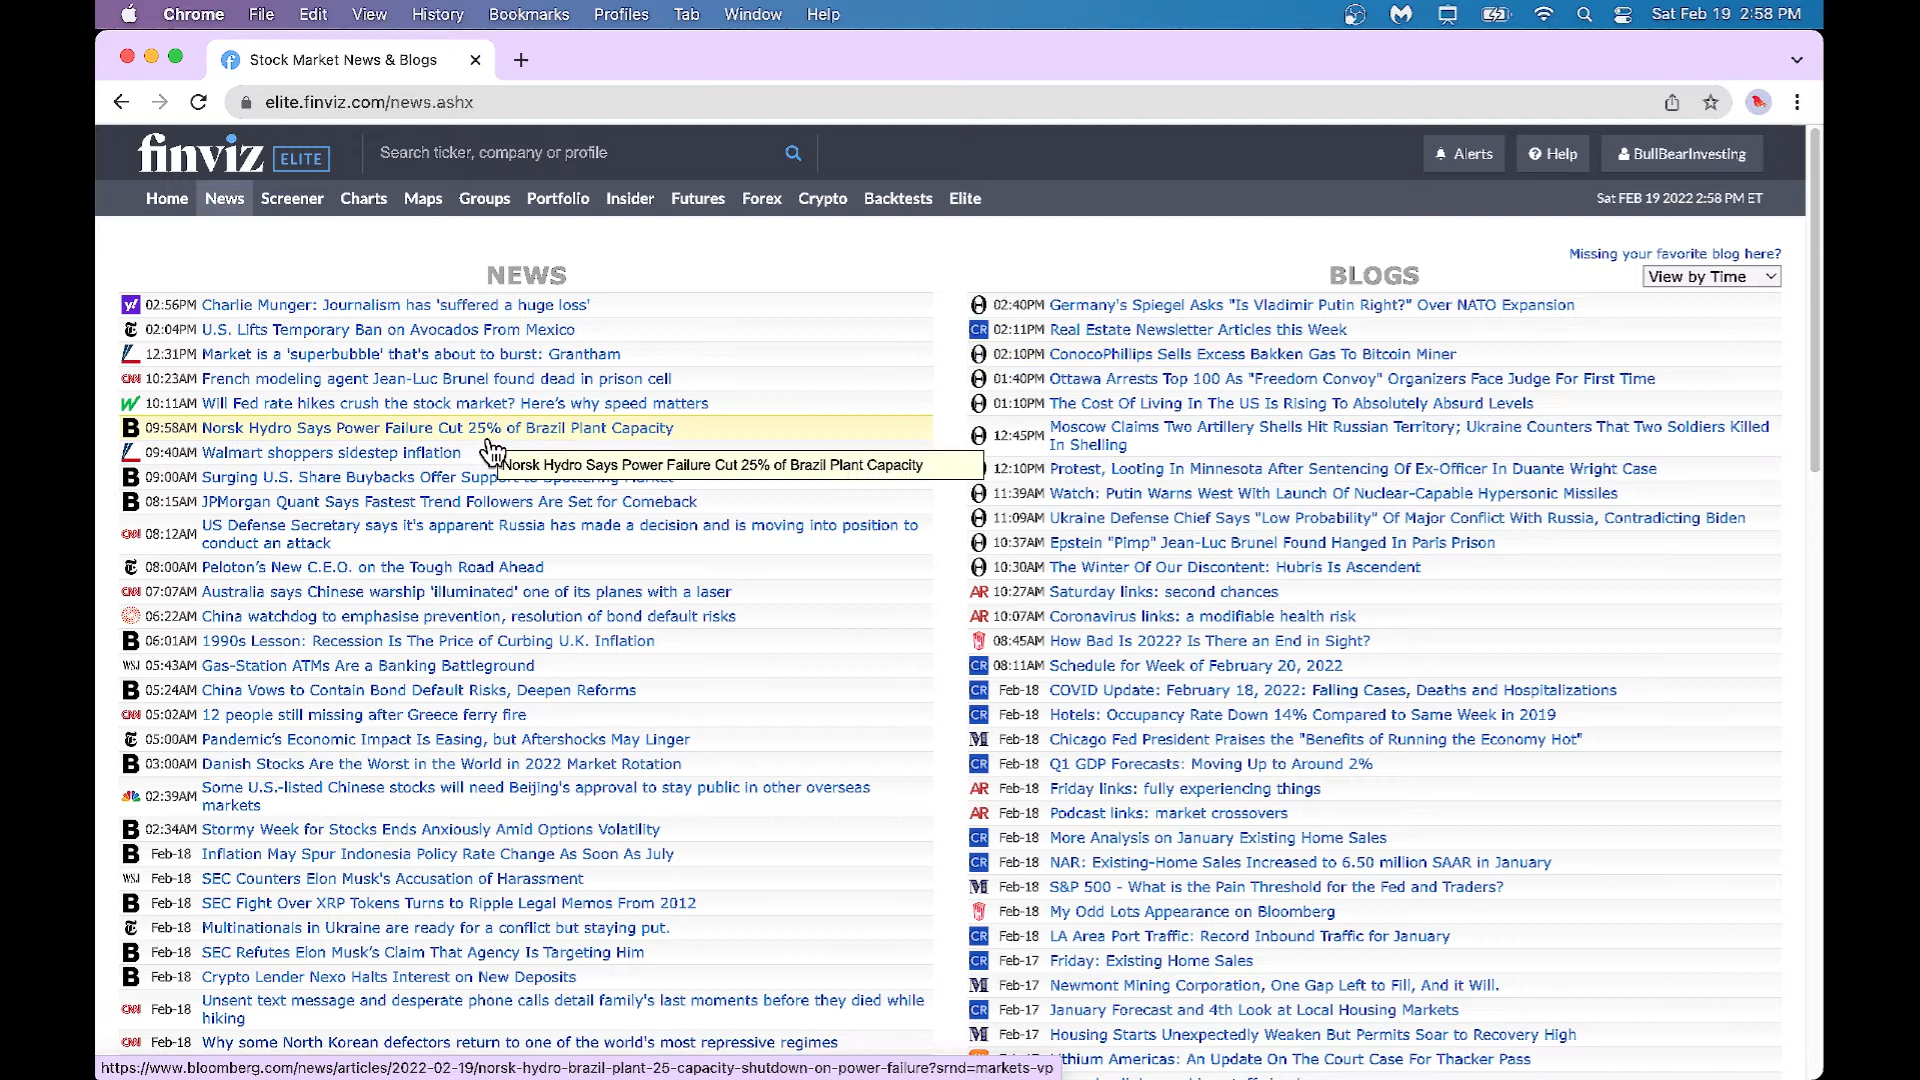 Chrome File Edit View History Bookmarks Profiles Tab Window Help Sat Feb 19 2:58 PM
Stock Market News & Blogs
elite.finviz.com/news.ashx
finviz ELITE Search ticker, company or profile Alerts Help BullBearInvesting
Home News Screener Charts Maps Groups Portfolio Insider Futures Forex Crypto Backtests Elite Sat FEB 19 2022 2:58 PM ET
Missing your favorite blog here?
View by Time
NEWS
02:56PM Charlie Munger: Journalism has 'suffered a huge loss'
02:04PM U.S. Lifts Temporary Ban on Avocados From Mexico
12:31PM Market is a 'superbubble' that's about to burst: Grantham
CNN 10:23AM French modeling agent Jean-Luc Brunel found dead in prison cell
10:11AM Will Fed rate hikes crush the stock market? Here's why speed matters
B 09:58AM Norsk Hydro Says Power Failure Cut 25% of Brazil Plant Capacity
09:40AM Walmart shoppers sidestep inflation
Norsk Hydro Says Power Failure Cut 25% of Brazil Plant Capacity
B 09:00AM Surging U.S. Share Buybacks Offer Support to Sputtering Market
B 08:15AM JPMorgan Quant Says Fastest Trend Followers Are Set for Comeback
CNN 08:12AM US Defense Secretary says it's apparent Russia has made a decision and is moving into position to
conduct an attack
08:00AM Peloton's New C.E.O. on the Tough Road Ahead
CNN 07:07AM Australia says Chinese warship 'illuminated' one of its planes with a laser
06:22AM China watchdog to emphasise prevention, resolution of bond default risks
B 06:01AM 1990s Lesson: Recession Is The Price of Curbing U.K. Inflation
WSJ 05:43AM Gas-Station ATMs Are a Banking Battleground
B 05:24AM China Vows to Contain Bond Default Risks, Deepen Reforms
CNN 05:02AM 12 people still missing after Greece ferry fire
05:00AM Pandemic's Economic Impact Is Easing, but Aftershocks May Linger
B 03:00AM Danish Stocks Are the Worst in the World in 2022 Market Rotation
02:39AM Some U.S.-listed Chinese stocks will need Beijing's approval to stay public in other overseas
markets
B 02:34AM Stormy Week for Stocks Ends Anxiously Amid Options Volatility
B Feb-18 Inflation May Spur Indonesia Policy Rate Change As Soon As July
WSJ Feb-18 SEC Counters Elon Musk's Accusation of Harassment
B Feb-18 SEC Fight Over XRP Tokens Turns to Ripple Legal Memos From 2012
Feb-18 Multinationals in Ukraine are ready for a conflict but staying put.
B Feb-18 SEC Refutes Elon Musk's Claim That Agency Is Targeting Him
B Feb-18 Crypto Lender Nexo Halts Interest on New Deposits
CNN Feb-18 Unsent text message and desperate phone calls detail family's last moments before they died while
hiking
CNN Feb-18 Why some North Korean defectors return to one of the world's most repressive regimes
BLOGS
02:40PM Germany's Spiegel Asks "Is Vladimir Putin Right?" Over NATO Expansion
CR 02:11PM Real Estate Newsletter Articles this Week
02:10PM ConocoPhillips Sells Excess Bakken Gas To Bitcoin Miner
01:40PM Ottawa Arrests Top 100 As "Freedom Convoy" Organizers Face Judge For First Time
01:10PM The Cost Of Living In The US Is Rising To Absolutely Absurd Levels
12:45PM Moscow Claims Two Artillery Shells Hit Russian Territory; Ukraine Counters That Two Soldiers Killed
In Shelling
12:10PM Protest, Looting In Minnesota After Sentencing Of Ex-Officer In Duante Wright Case
11:39AM Watch: Putin Warns West With Launch Of Nuclear-Capable Hypersonic Missiles
11:09AM Ukraine Defense Chief Says "Low Probability" Of Major Conflict With Russia, Contradicting Biden
10:37AM Epstein "Pimp" Jean-Luc Brunel Found Hanged In Paris Prison
10:30AM The Winter Of Our Discontent: Hubris Is Ascendent
AR 10:27AM Saturday links: second chances
AR 10:07AM Coronavirus links: a modifiable health risk
08:45AM How Bad Is 2022? Is There an End in Sight?
CR 08:11AM Schedule for Week of February 20, 2022
CR Feb-18 COVID Update: February 18, 2022: Falling Cases, Deaths and Hospitalizations
CR Feb-18 Hotels: Occupancy Rate Down 14% Compared to Same Week in 2019
M Feb-18 Chicago Fed President Praises the "Benefits of Running the Economy Hot"
CR Feb-18 Q1 GDP Forecasts: Moving Up to Around 2%
AR Feb-18 Friday links: fully experiencing things
AR Feb-18 Podcast links: market crossovers
CR Feb-18 More Analysis on January Existing Home Sales
CR Feb-18 NAR: Existing-Home Sales Increased to 6.50 million SAAR in January
M Feb-18 S&P 500 - What is the Pain Threshold for the Fed and Traders?
Feb-18 My Odd Lots Appearance on Bloomberg
CR Feb-18 LA Area Port Traffic: Record Inbound Traffic for January
CR Feb-17 Friday: Existing Home Sales
M Feb-17 Newmont Mining Corporation, One Gap Left to Fill, And it Will.
CR Feb-17 January Forecast and 4th Look at Local Housing Markets
M Feb-17 Housing Starts Unexpectedly Weaken But Permits Soar to Recovery High
Lithium Americas: An Update On The Court Case For Thacker Pass
https://www.bloomberg.com/news/articles/2022-02-19/norsk-hydro-brazil-plant-25-capacity-shutdown-on-power-failure?srnd=markets-vp